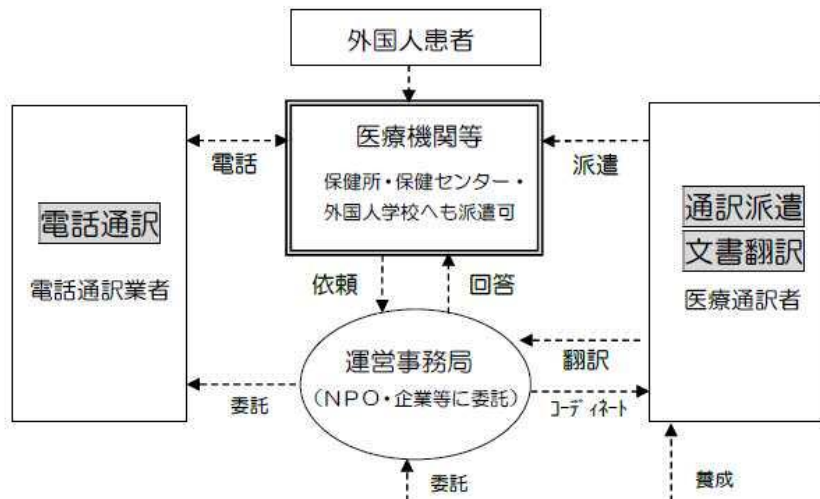 外国人患者
医療機関等
保健所・保健センター・
外国人学校へも派遣可
電話
派遣
電話通訳
電話通訳業者
通訳派遣
文書翻訳
医療通訳者
依頼
回答
運営事務局
（ＮＰＯ・企業等に委託）
翻訳
委託
ｺｰﾃﾞｨﾈｰﾄ
委託
養成